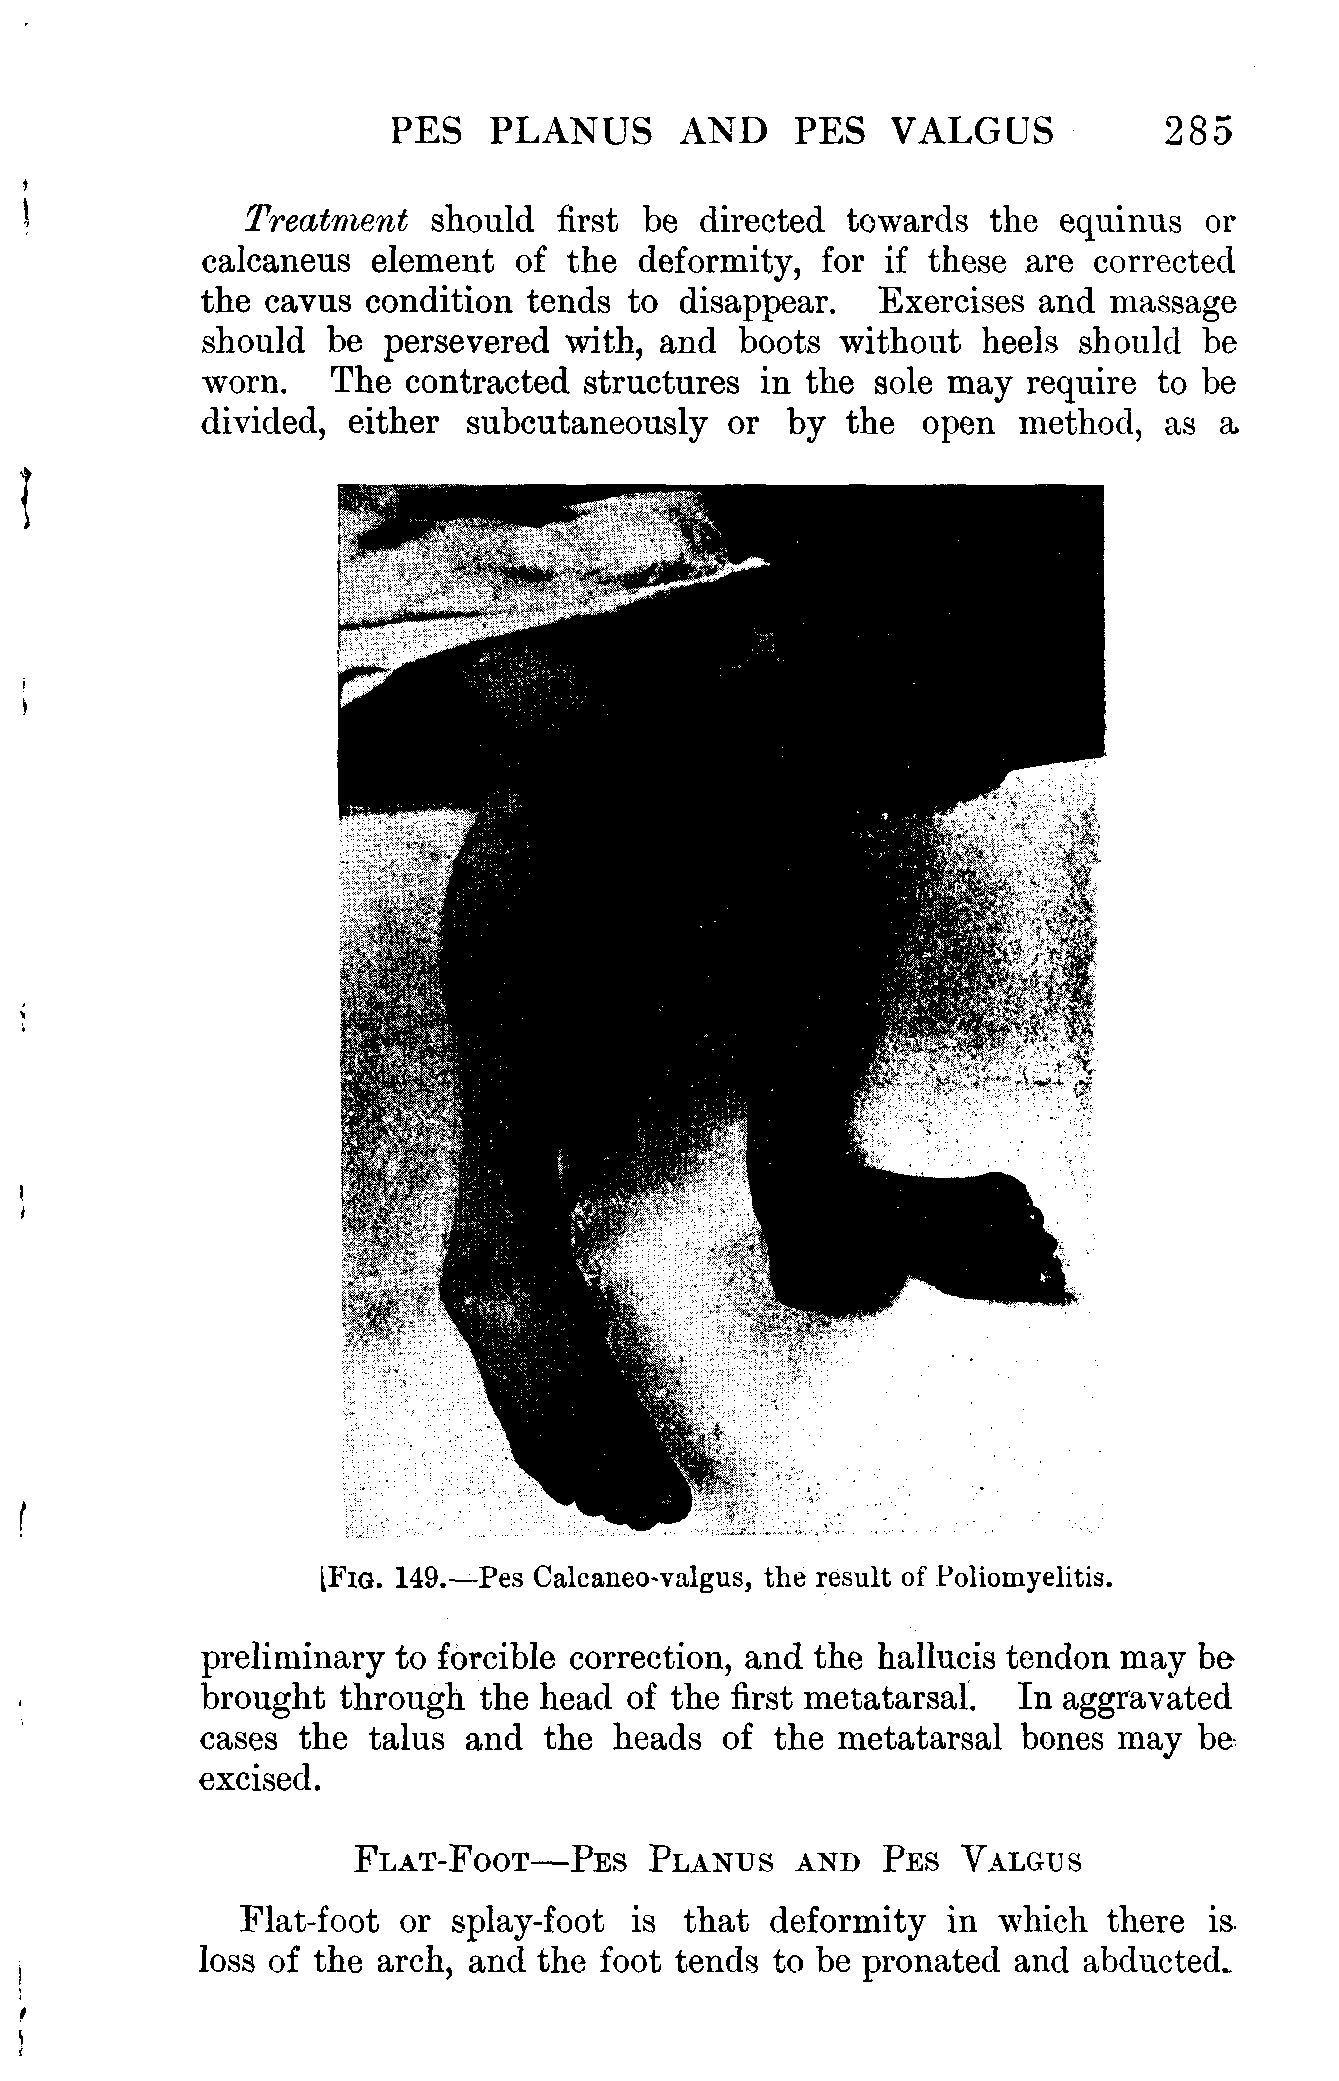 PES PLANUS AND PES VALGUS 285
Treatment should first be directed towards the equinus or
calcaneus element of the deformity, for if these are corrected
the cavus condition tends to disappear. Exercises and massage
should be persevered with, and boots without heels should be
worn. The contracted structures in the sole may require to be
divided, either subcutaneously or by the open method, as a
FIG. 149.—Pes Calcaneo-valgus, the result of Poliomyelitis.
preliminary to forcible correction, and the hallucis tendon may be
brought through the head of the first metatarsal. In aggravated
cases the talus and the heads of the metatarsal bones may be
excised.
FLAT-FOOT—PES PLANUS AND PES VALGUS
Flat-foot or splay-foot is that deformity in which there is
loss of the arch, and the foot tends to be pronated and abducted.